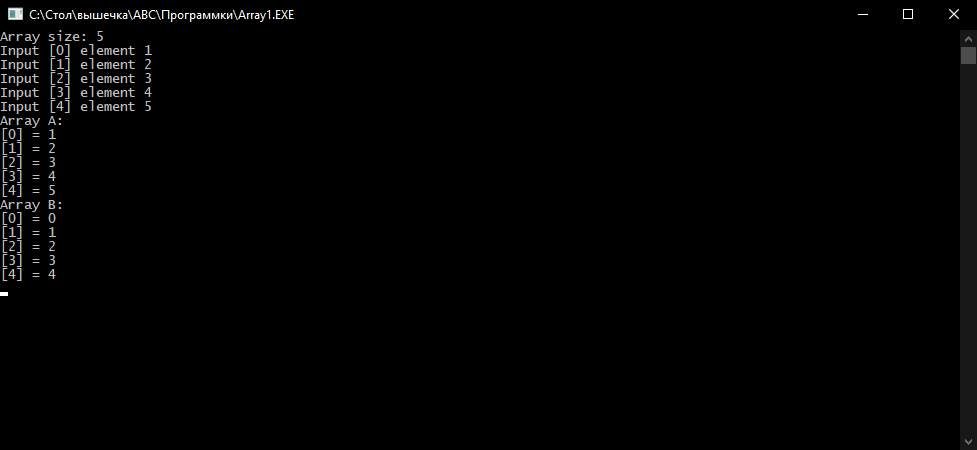 C:\Стол\вышечка\АВС\Программки\Array1.EXE
Array size: 5
Input [0] element 1
Input [1] element 2
Input [2] element 3
Input [3] element 4
Input [4] element 5
Array A:
[0] = 1
[1] = 2
[2] = 3
[3] = 4
[4] = 5
Array B:
[0] = 0
[1] = 1
[2] = 2
[3] = 3
[4] = 4